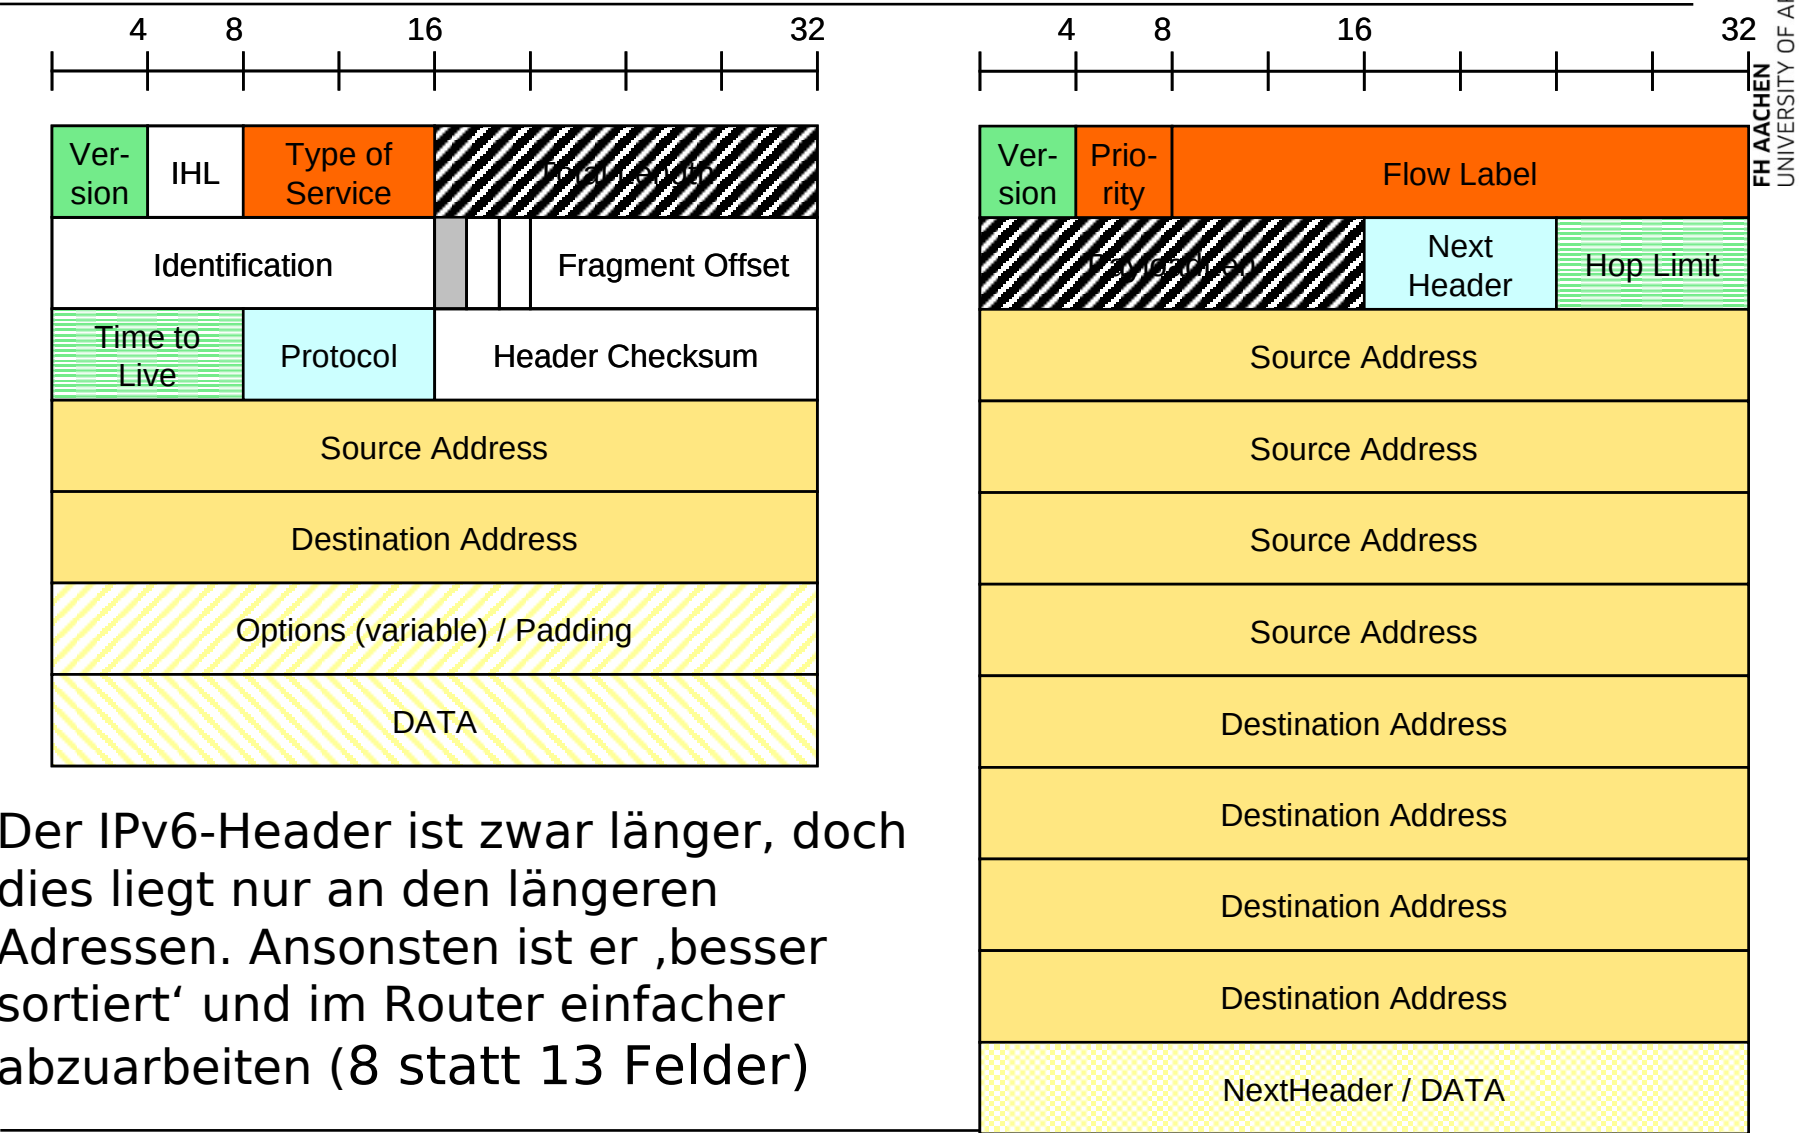 4 8 16 32
Ver-
sion
IHL
Type of
Service
Total Length
Identification
Fragment Offset
Time to
Live
Protocol
Header Checksum
Source Address
Destination Address
Options (variable) / Padding
DATA
Der IPv6-Header ist zwar länger, doch
dies liegt nur an den längeren
Adressen. Ansonsten ist er ‚besser
sortiert‘ und im Router einfacher
abzuarbeiten (8 statt 13 Felder)
4 8 16 32
Ver-
sion
Prio-
rity
Flow Label
Next
Header
Hop Limit
Source Address
Source Address
Source Address
Source Address
Destination Address
Destination Address
Destination Address
Destination Address
NextHeader / DATA
FH AACHEN
UNIVERSITY OF